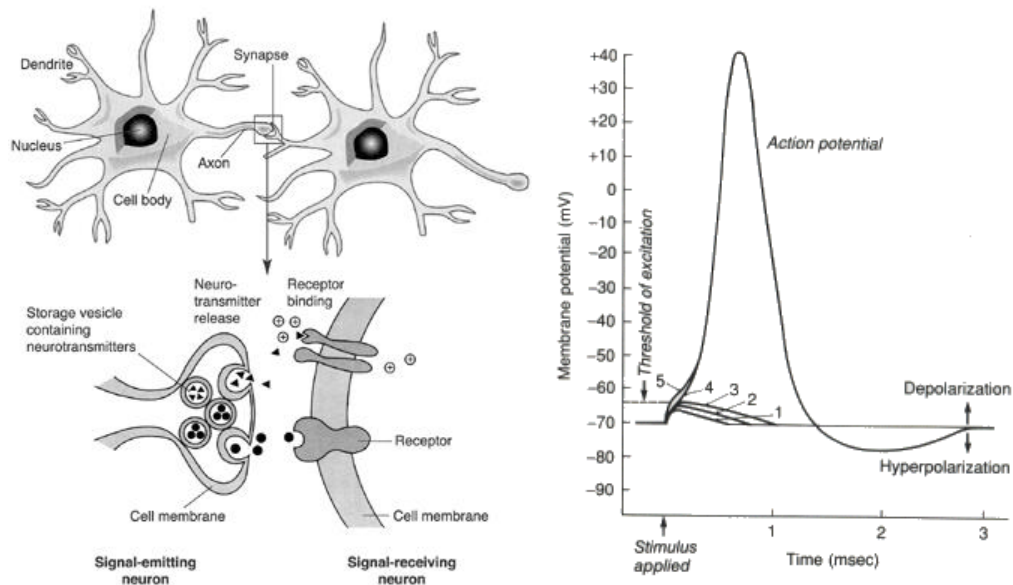 Dendrite
Synapse
Nucleus
Axon
Cell body
Neuro-
transmitter
release
Receptor
binding
Storage vesicle
containing
neurotransmitters
Receptor
Cell membrane
Cell membrane
Signal-emitting
neuron
Signal-receiving
neuron
Membrane potential (mV)
+40
+30
+20
+10
0
−10
−20
−30
−40
−50
−60
−70
−80
−90
Threshold of excitation
Action potential
5
4
3
2
1
Depolarization
Hyperpolarization
1
2
3
Stimulus
applied
Time (msec)